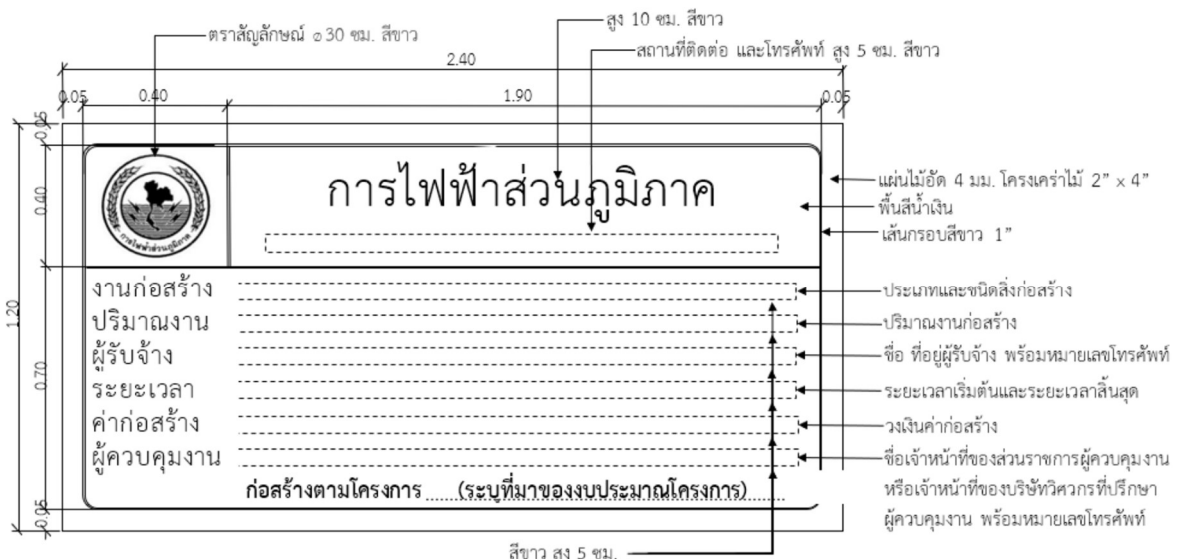 สูง 10 ซม. สีขาว
ตราสัญลักษณ์ ⌀30 ซม. สีขาว
สถานที่ติดต่อ และโทรศัพท์ สูง 5 ซม. สีขาว
2.40
0.05 0.40 1.90 0.05
0.05
0.40
1.20
0.70
0.05
การไฟฟ้าส่วนภูมิภาค
การไฟฟ้าส่วนภูมิภาค
แผ่นไม้อัด 4 มม. โครงเคร่าไม้ 2” x 4”
พื้นสีน้ำเงิน
เส้นกรอบสีขาว 1”
งานก่อสร้าง
ปริมาณงาน
ผู้รับจ้าง
ระยะเวลา
ค่าก่อสร้าง
ผู้ควบคุมงาน
ก่อสร้างตามโครงการ ....(ระบุที่มาของงบประมาณโครงการ)......
ประเภทและชนิดสิ่งก่อสร้าง
ปริมาณงานก่อสร้าง
ชื่อ ที่อยู่ผู้รับจ้าง พร้อมหมายเลขโทรศัพท์
ระยะเวลาเริ่มต้นและระยะเวลาสิ้นสุด
วงเงินค่าก่อสร้าง
ชื่อเจ้าหน้าที่ของส่วนราชการผู้ควบคุมงาน
หรือเจ้าหน้าที่ของบริษัทวิศวกรที่ปรึกษา
ผู้ควบคุมงาน พร้อมหมายเลขโทรศัพท์
สีขาว สูง 5 ซม.